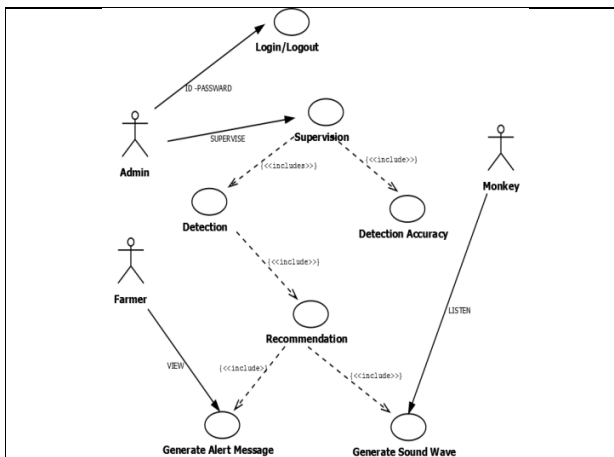 Login/Logout
ID -PASSWARD
SUPERVISE
Supervision
Admin
Monkey
{<<includes>>}
{<<include>>}
Detection
Detection Accuracy
{<<include>>}
Farmer
LISTEN
Recommendation
VIEW
{<<include>}
{<<include>>}
Generate Alert Message
Generate Sound Wave